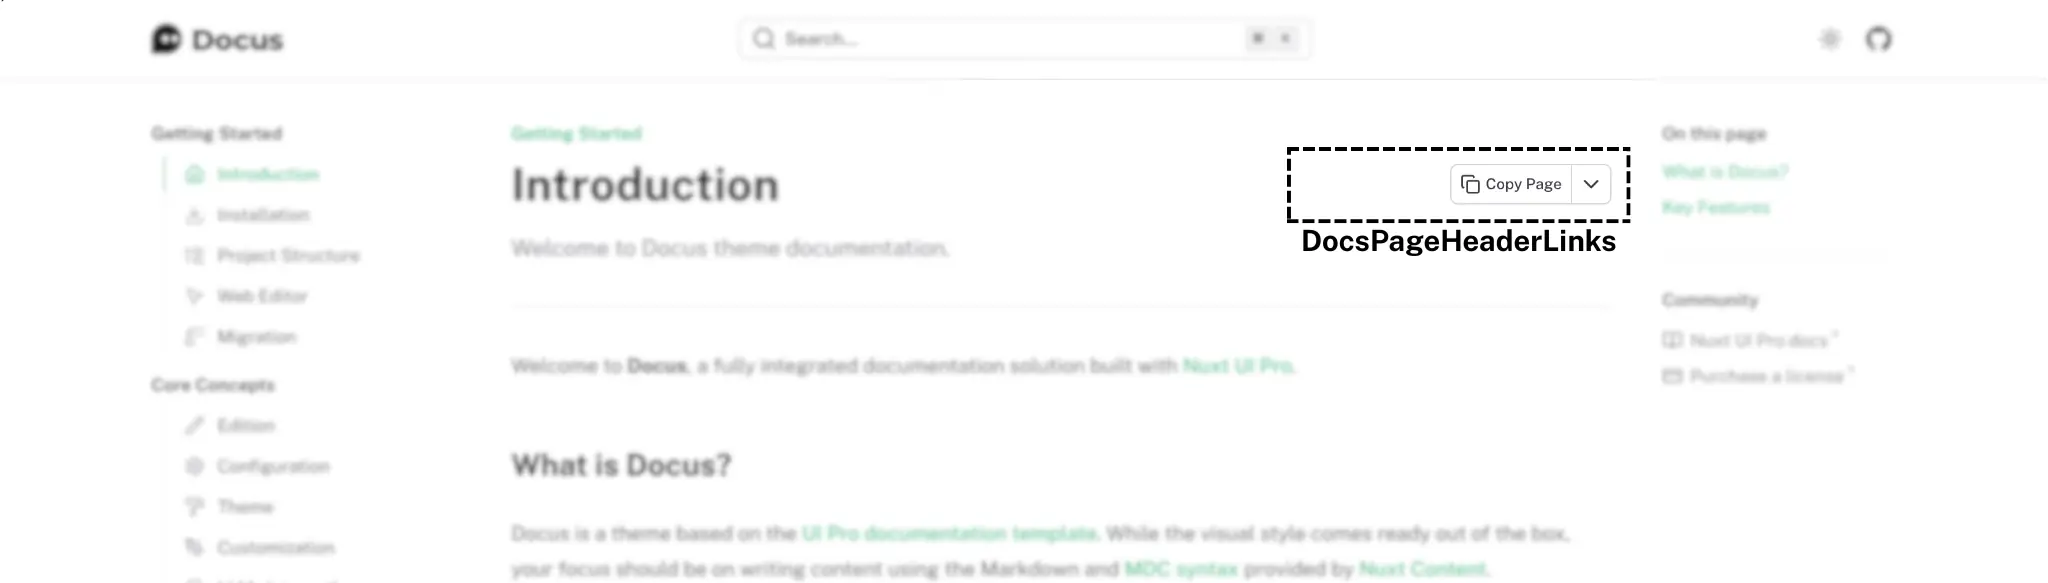 Docus
Search...
⌘ K
Getting Started
Introduction
Installation
Project Structure
Web Editor
Migration
Core Concepts
Edition
Configuration
Theme
Customization
Getting Started
Introduction
Copy Page
DocsPageHeaderLinks
Welcome to Docus theme documentation.
Welcome to Docus, a fully integrated documentation solution built with Nuxt UI Pro.
What is Docus?
Docus is a theme based on the UI Pro documentation template. While the visual style comes ready out of the box,
your focus should be on writing content using the Markdown and MDC syntax provided by Nuxt Content.
On this page
What is Docus?
Key Features
Community
Nuxt UI Pro docs
Purchase a license